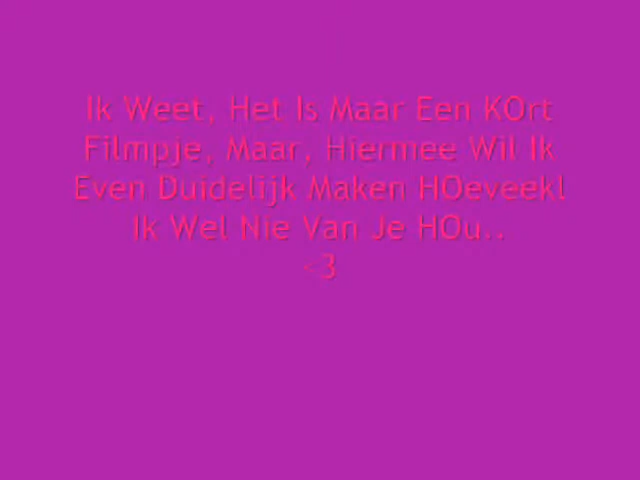 Ik Weet, Het Is Maar Een KOrt
Filmpje, Maar, Hiermee Wil Ik
Even Duidelijk Maken HOeveekl
Ik Wel Nie Van Je HOu..
<3